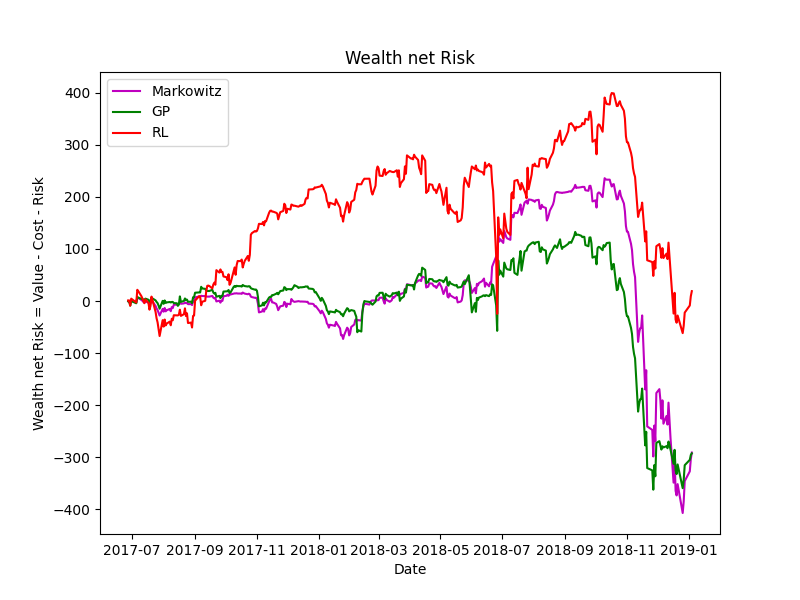 Wealth net Risk
Markowitz
GP
RL
Wealth net Risk = Value - Cost - Risk
400
300
200
100
0
−100
−200
−300
−400
2017-07 2017-09 2017-11 2018-01 2018-03 2018-05 2018-07 2018-09 2018-11 2019-01
Date